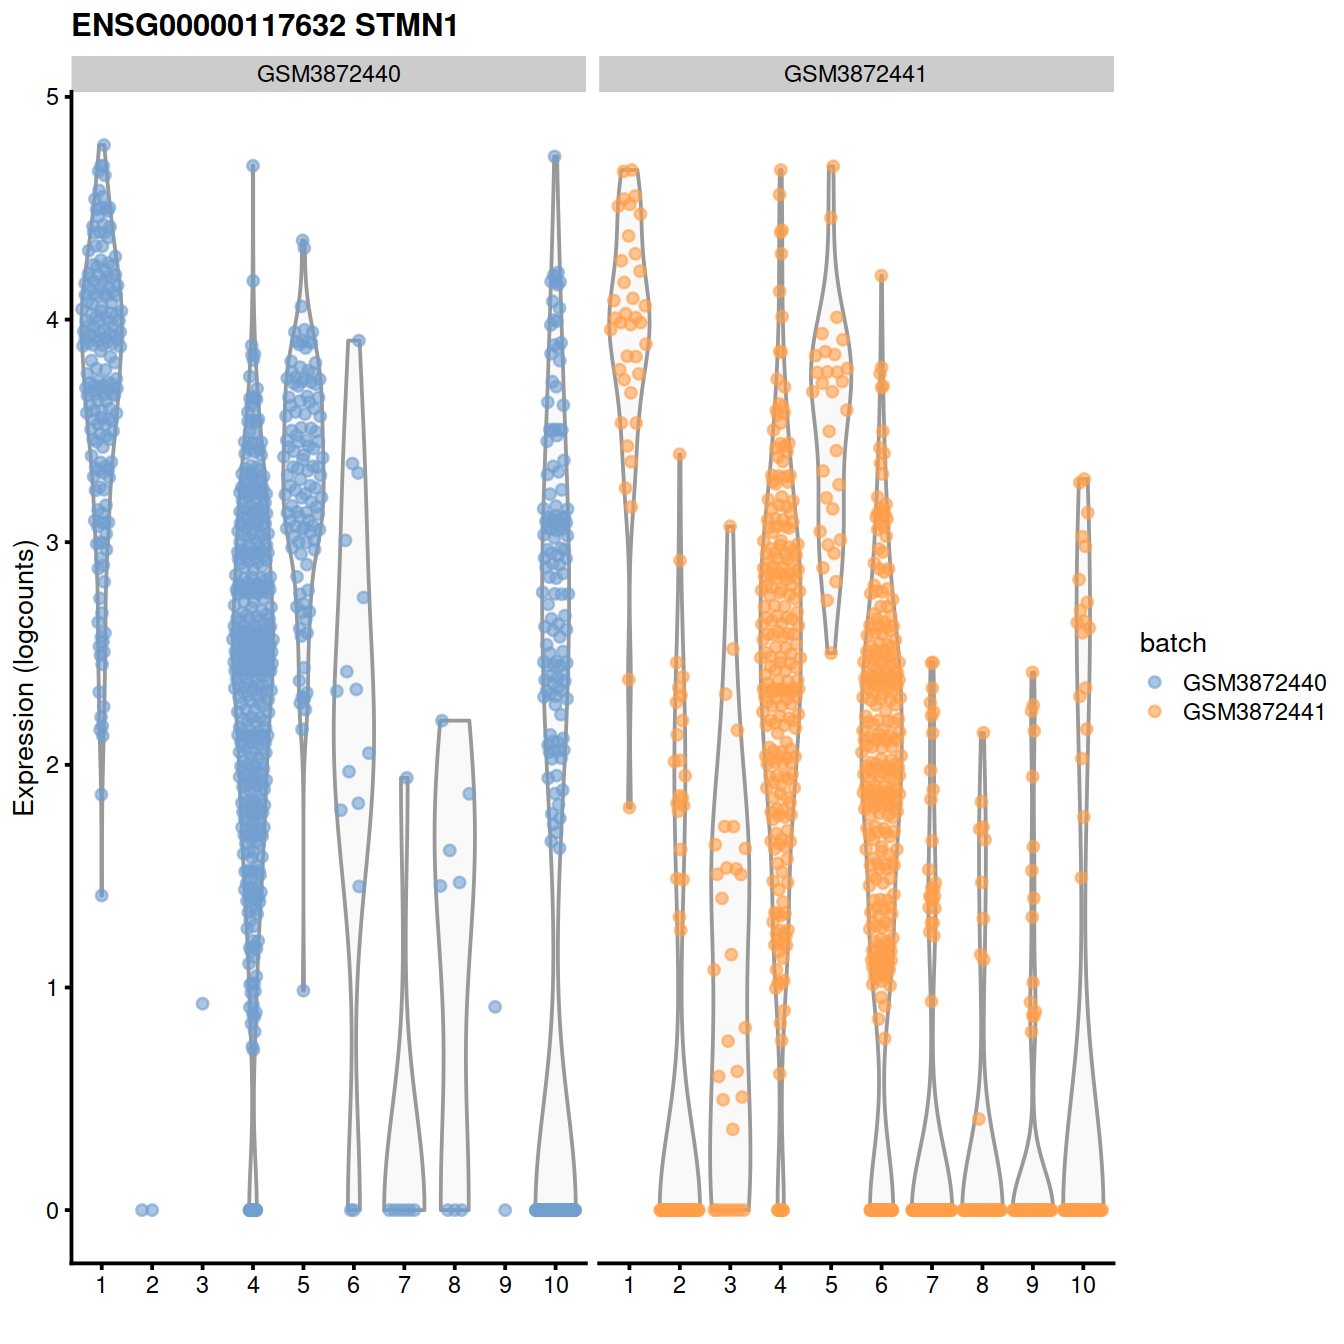 ENSG00000117632 STMN1
GSM3872440 GSM3872441
Expression (logcounts)
5
4
3
2
1
0
1 2 3 4 5 6 7 8 9 10 1 2 3 4 5 6 7 8 9 10
batch
GSM3872440
GSM3872441